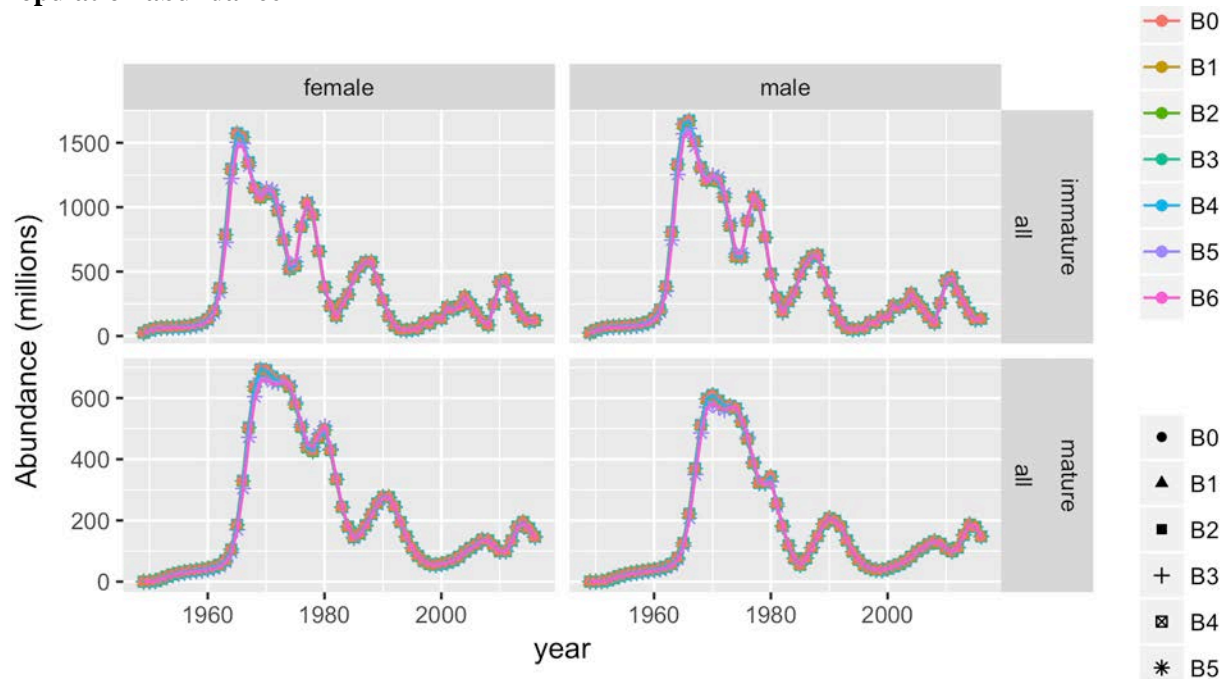 female male
1500
1000
500
0
immature
all
600
400
200
0
mature
all
Abundance (millions)
1960 1980 2000 1960 1980 2000
year
B0
B1
B2
B3
B4
B5
B6
B0
B1
B2
B3
B4
B5